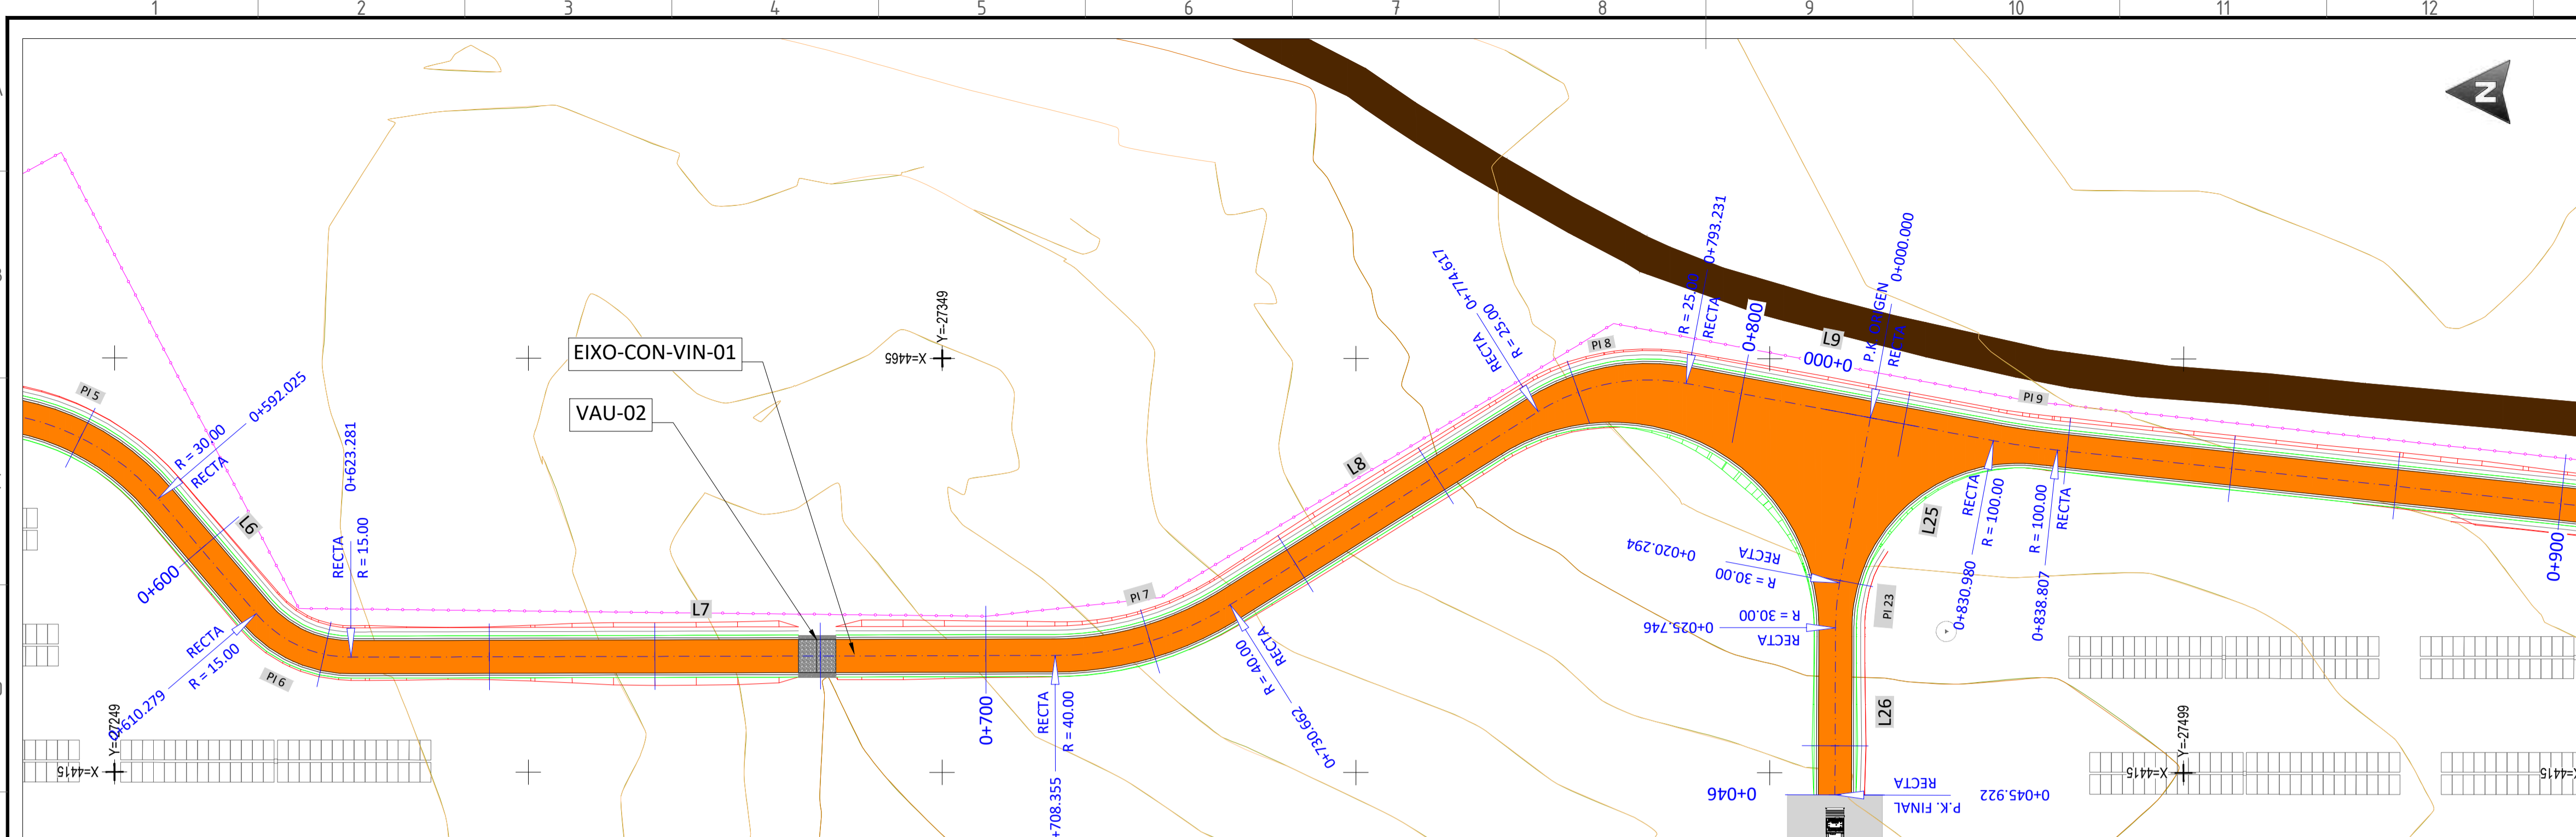 1 2 3 4 5 6 7 8 9 10 11 12
N
PI 5
R = 30.00 0+592.025
RECTA
L6
0+600
RECTA 0+623.281
R = 15.00
0+610.279 RECTA
R = 15.00
PI 6
Y=-27249
X=4415
EIXO-CON-VIN-01
VAU-02
Y=-27349
X=4465
L7
0+700
RECTA
R = 40.00
+708.355
PI 7
RECTA
R = 40.00
0+730.662
L8
RECTA 0+774.617
R = 25.00
PI 8
R = 25.00 0+793.231
RECTA
0+800
L9
0+000
P.K. ORIGEN 0+000.000
RECTA
PI 9
0+020.294 RECTA
R = 30.00
R = 30.00
0+025.746 RECTA
PI 23
L25
RECTA
0+830.980 R = 100.00
R = 100.00
0+838.807 RECTA
0+900
L26
Y=-27499
X=4415
X=4415
0+046
RECTA
P.K. FINAL 0+045.922